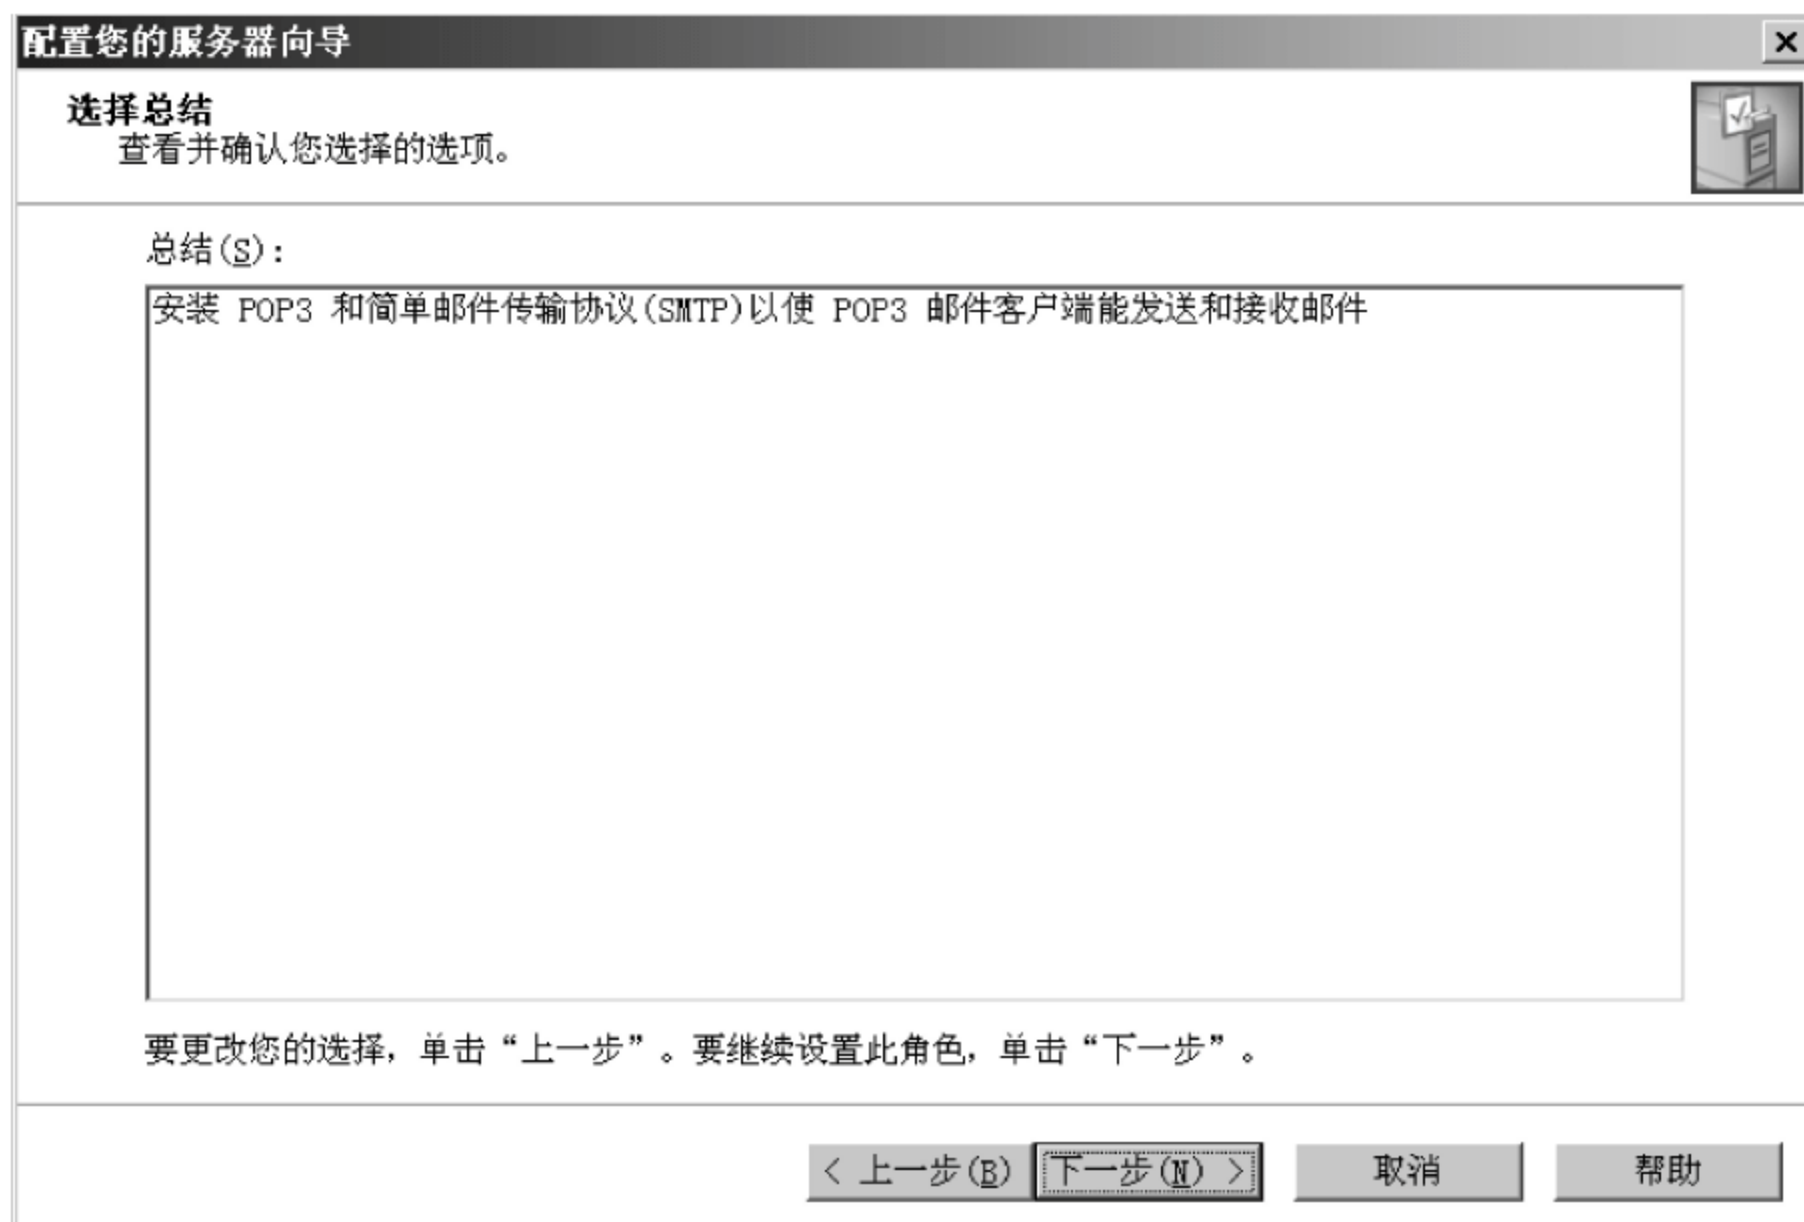 配置您的服务器向导
选择总结
查看并确认您选择的选项。
总结(S):
安装 POP3 和简单邮件传输协议(SMTP)以使 POP3 邮件客户端能发送和接收邮件
要更改您的选择，单击“上一步”。要继续设置此角色，单击“下一步”。
< 上一步(B) 下一步(N) > 取消 帮助